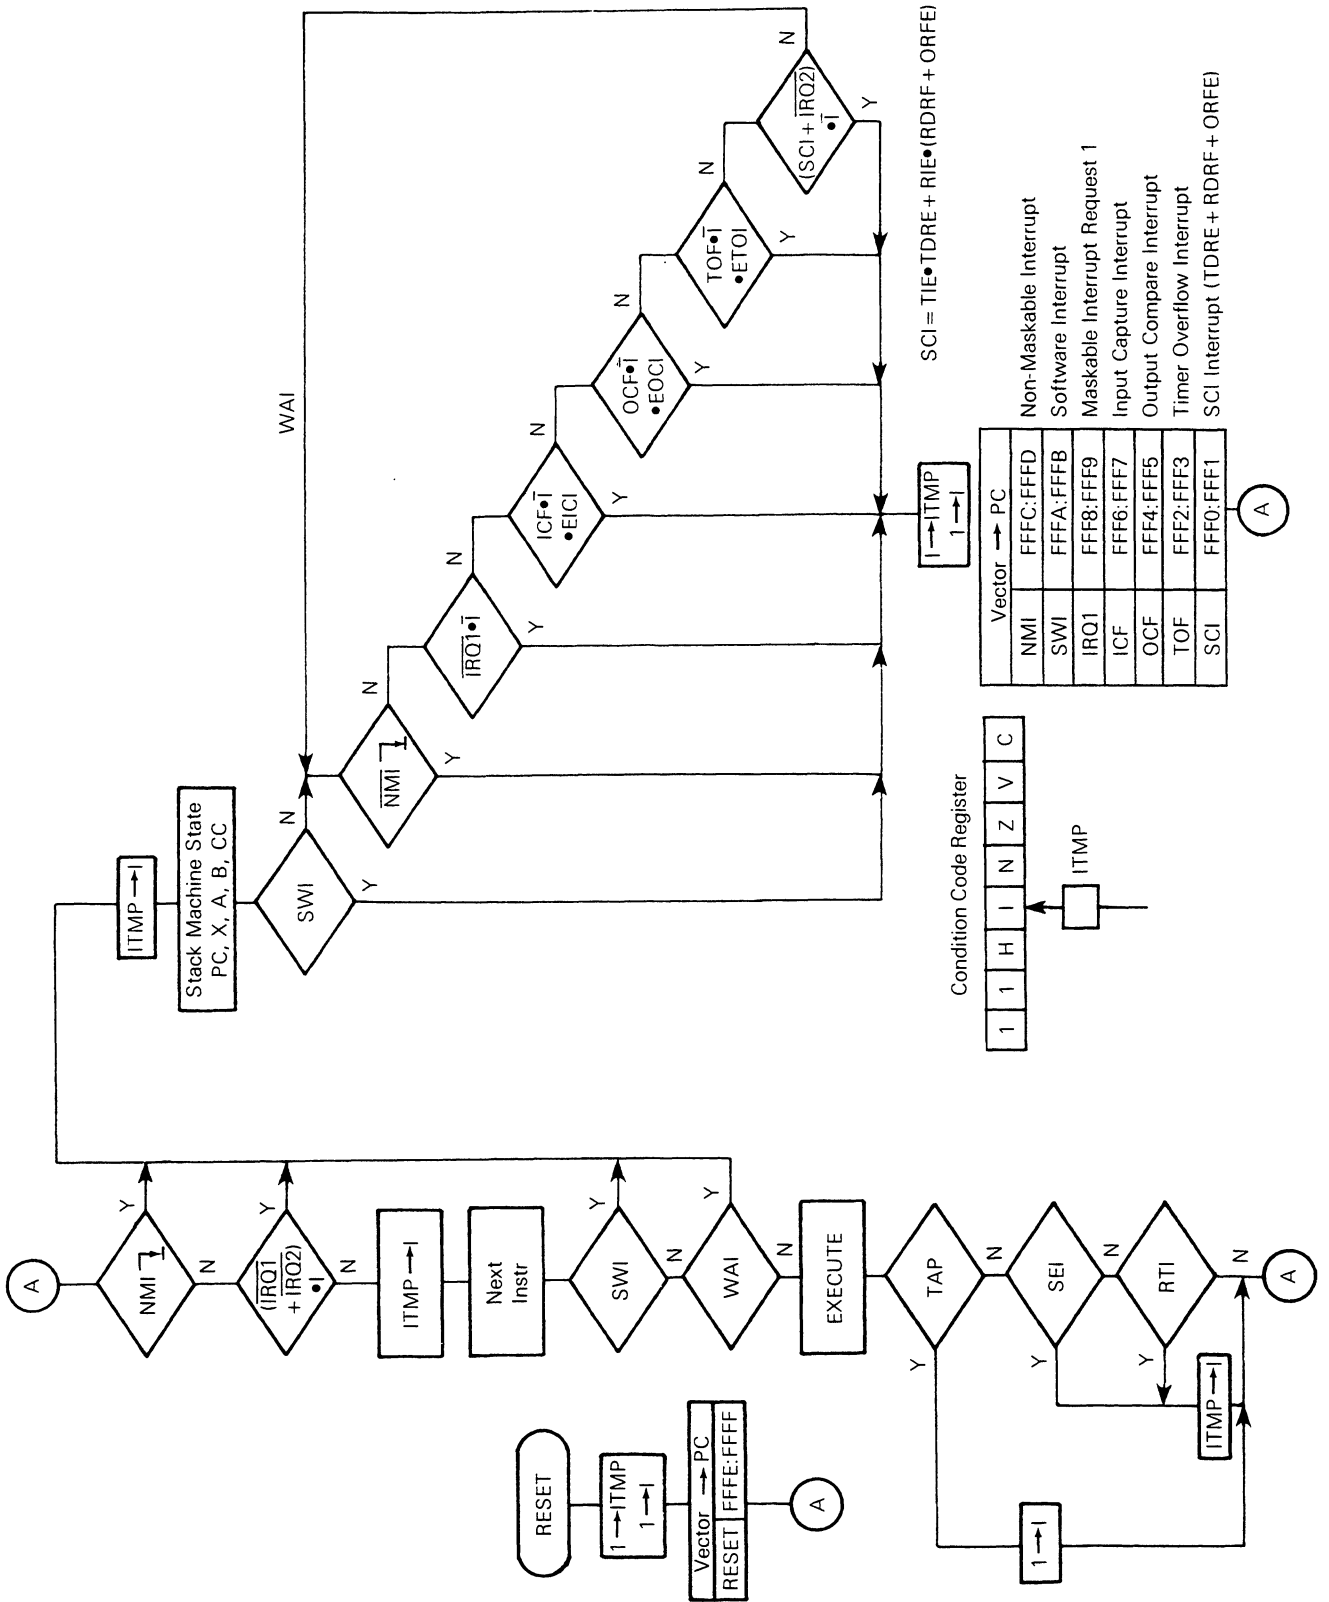 A
NMI
Y
N
(I̅R̅Q̅1̅
+ I̅R̅Q̅2̅)
•I̅
Y
N
ITMP → I
Next
Instr
SWI
Y
N
WAI
Y
N
EXECUTE
TAP
Y
N
SEI
Y
N
RTI
Y
N
ITMP → I
1 → I
A
RESET
1 → ITMP
1 → I
Vector → PC
RESET FFFE:FFFF
A
ITMP → I
Stack Machine State
PC, X, A, B, CC
SWI
N
Y
WAI
N̅M̅I̅
N
Y
I̅R̅Q̅1̅•I̅
N
Y
ICF•I̅
•EICI
N
Y
OCF•I̅
•EOCI
N
Y
TOF•I̅
•ETOI
N
Y
(SCI + I̅R̅Q̅2̅)
•I̅
N
Y
SCI = TIE•TDRE + RIE•(RDRF + ORFE)
I → ITMP
1 → I
Vector → PC
NMI FFFC:FFFD Non-Maskable Interrupt
SWI FFFA:FFFB Software Interrupt
IRQ1 FFF8:FFF9 Maskable Interrupt Request 1
ICF FFF6:FFF7 Input Capture Interrupt
OCF FFF4:FFF5 Output Compare Interrupt
TOF FFF2:FFF3 Timer Overflow Interrupt
SCI FFF0:FFF1 SCI Interrupt (TDRE + RDRF + ORFE)
A
Condition Code Register
1 1 H I N Z V C
ITMP